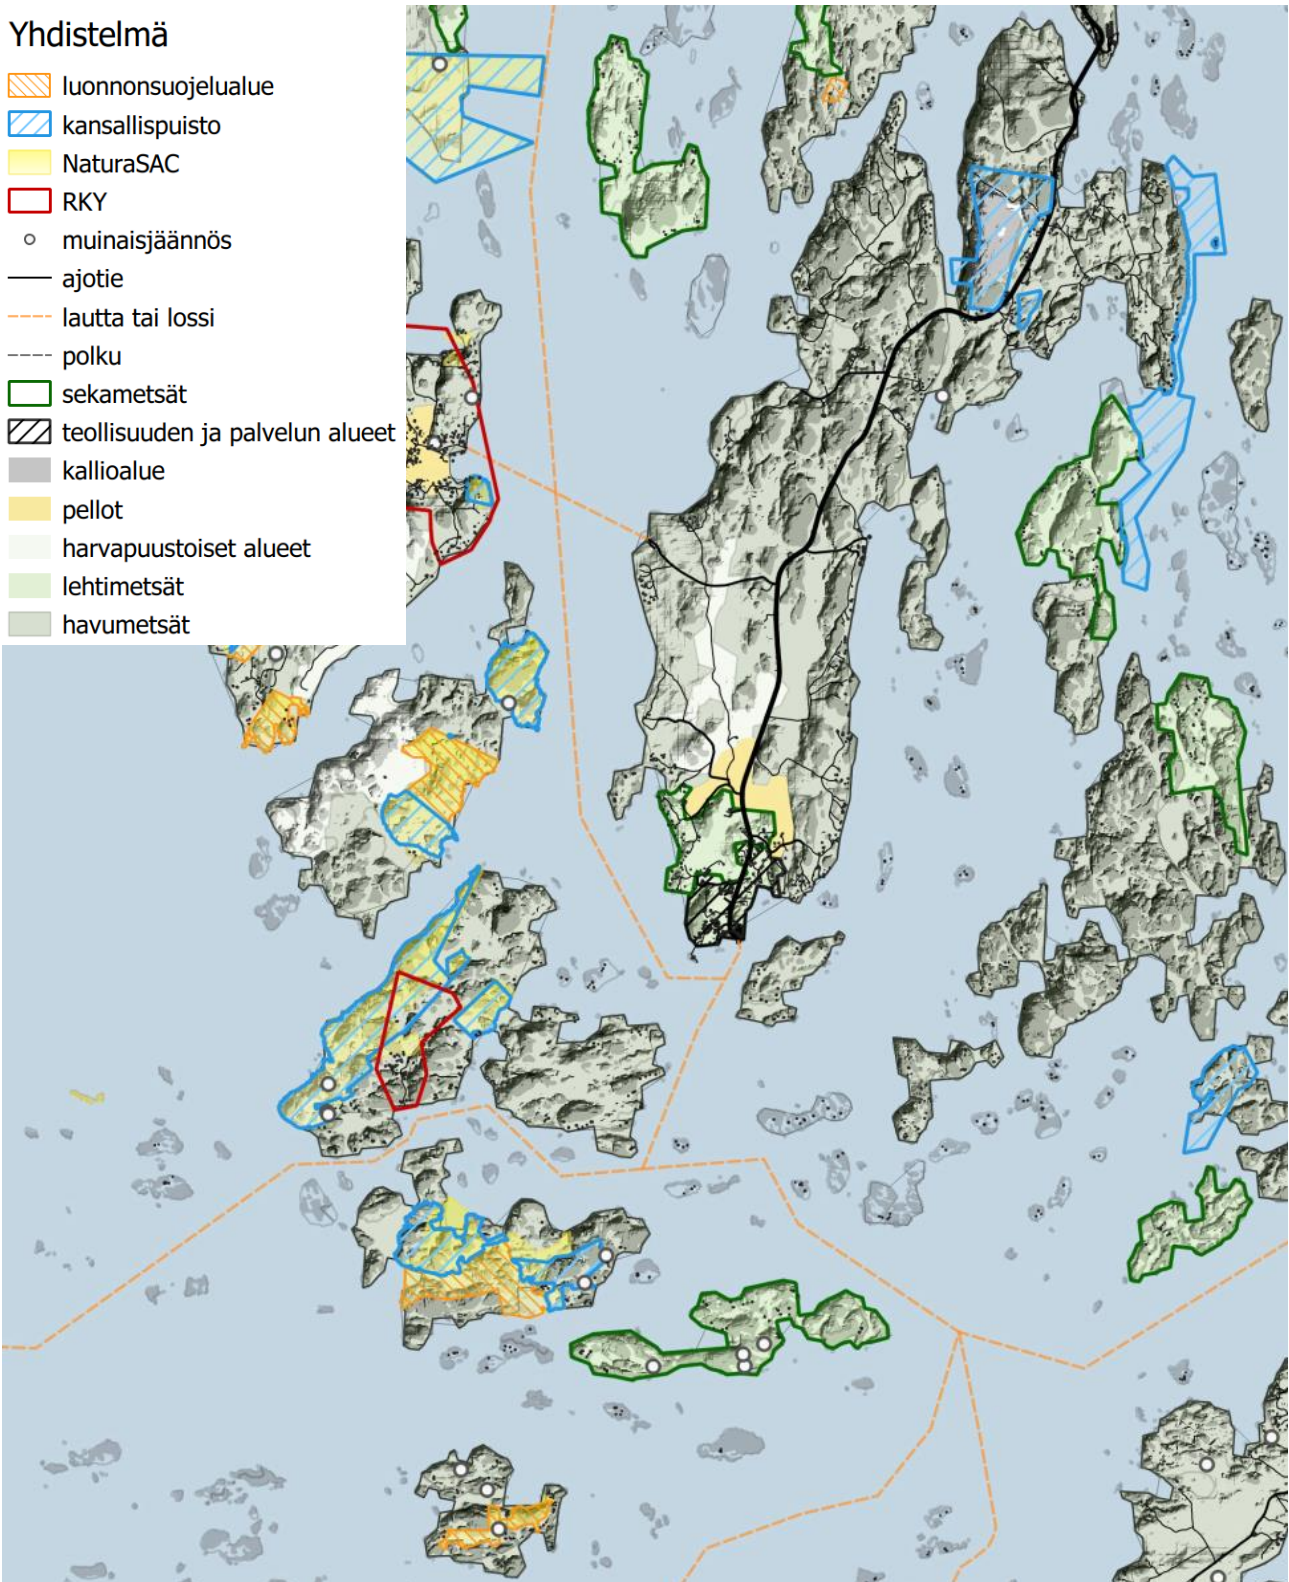 Yhdistelmä
luonnonsuojelualue
kansallispuisto
NaturaSAC
RKY
muinaisjäännös
ajotie
lautta tai lossi
polku
sekametsät
teollisuuden ja palvelun alueet
kallioalue
pellot
harvapuustoiset alueet
lehtimetsät
havumetsät